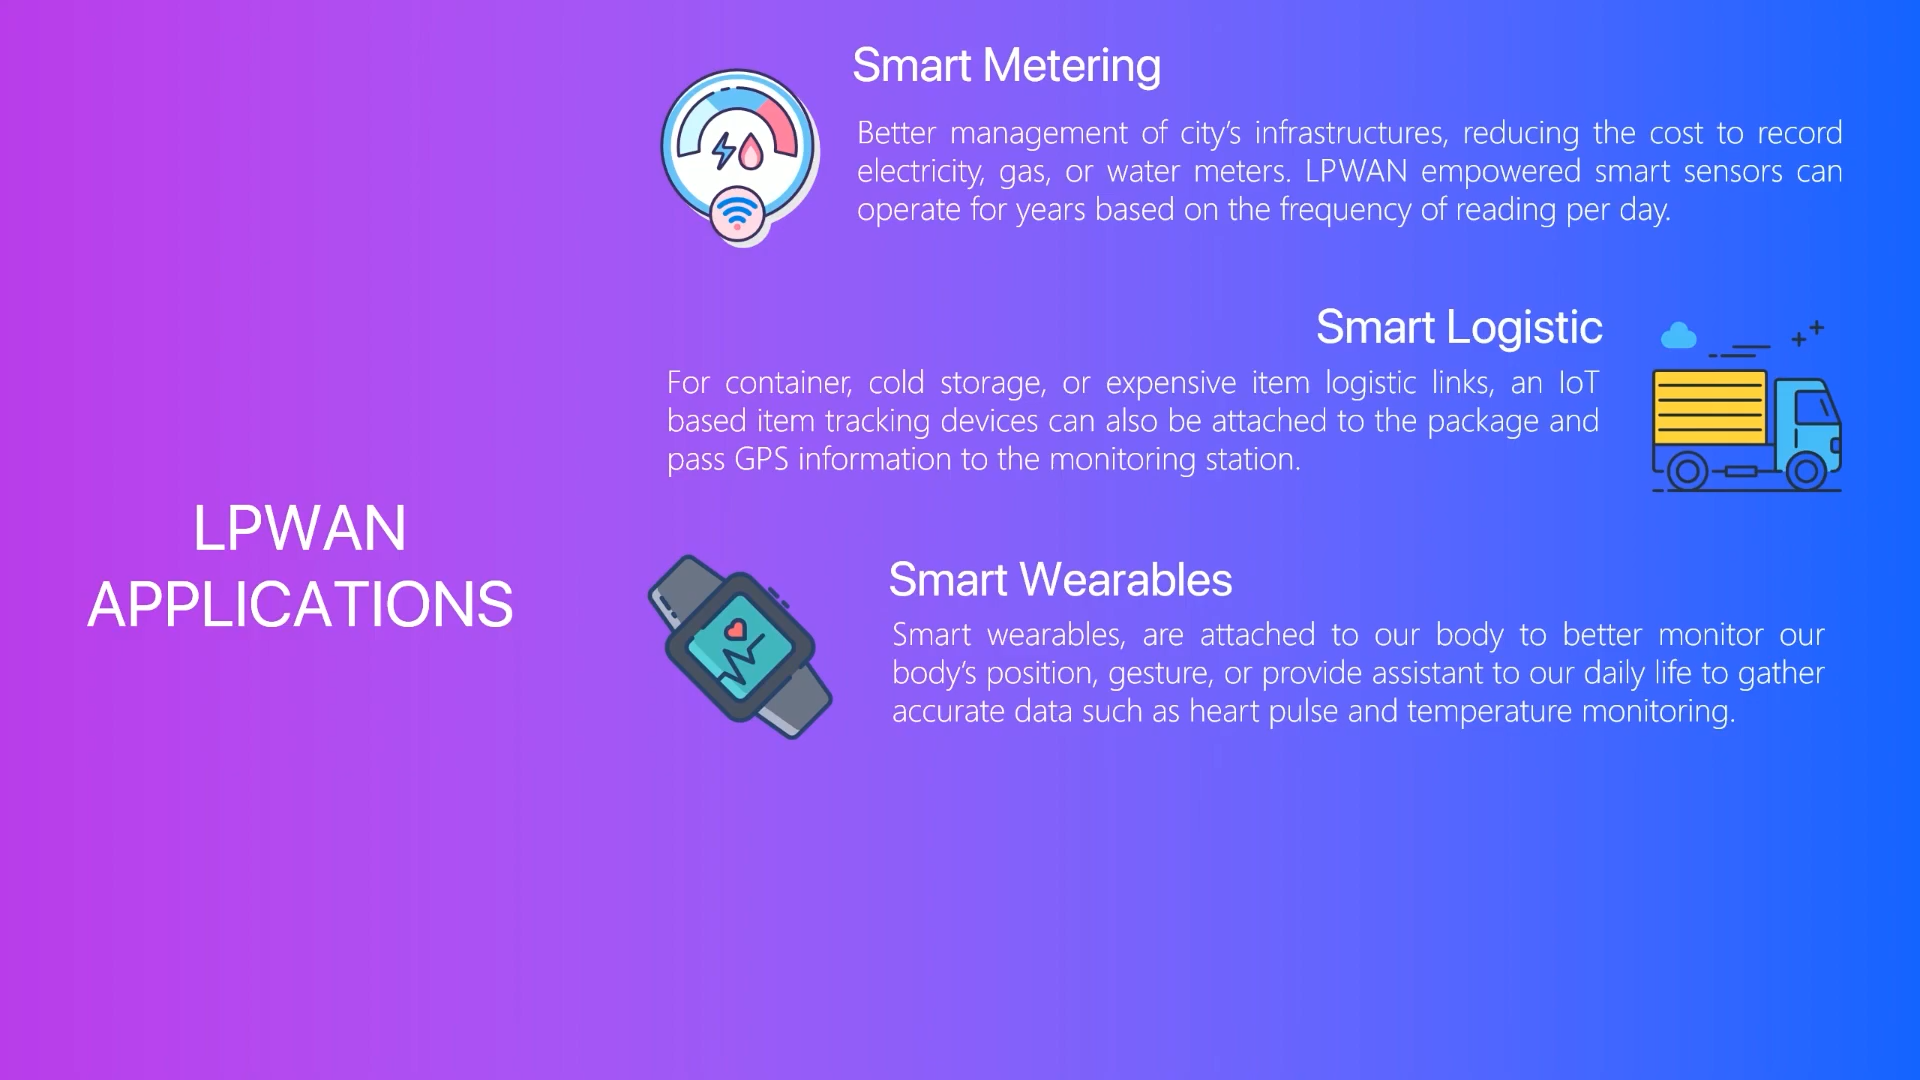 LPWAN
APPLICATIONS
Smart Metering
Better management of city’s infrastructures, reducing the cost to record
electricity, gas, or water meters. LPWAN empowered smart sensors can
operate for years based on the frequency of reading per day.
Smart Logistic
For container, cold storage, or expensive item logistic links, an IoT
based item tracking devices can also be attached to the package and
pass GPS information to the monitoring station.
Smart Wearables
Smart wearables, are attached to our body to better monitor our
body’s position, gesture, or provide assistant to our daily life to gather
accurate data such as heart pulse and temperature monitoring.